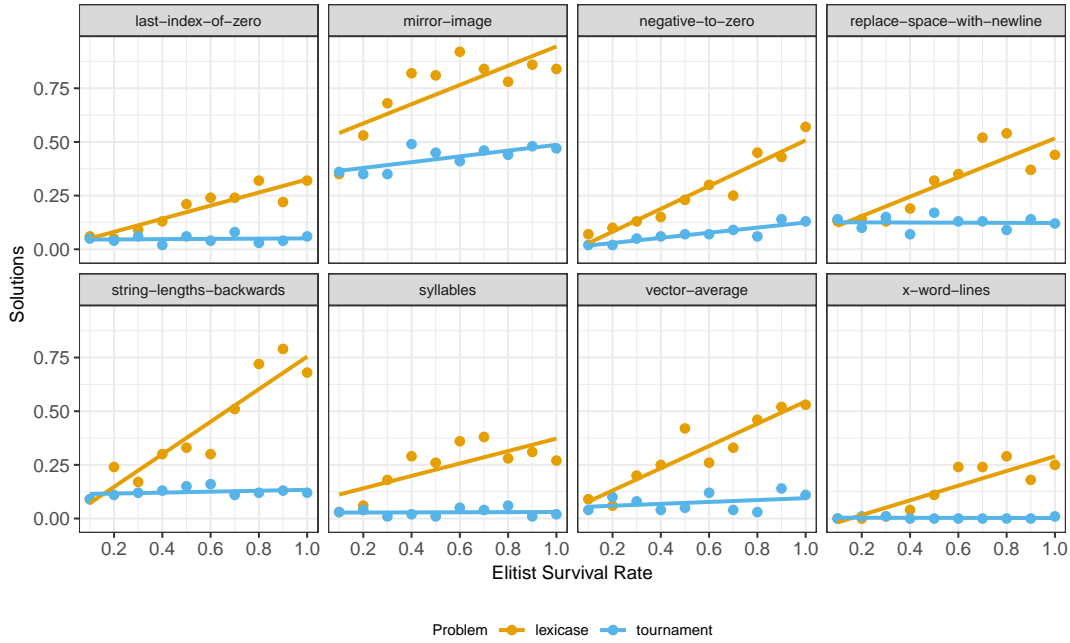 last−index−of−zero
mirror−image
negative−to−zero
replace−space−with−newline
0.75
0.50
0.25
0.00
string−lengths−backwards
syllables
vector−average
x−word−lines
0.75
0.50
0.25
0.00
Solutions
0.2 0.4 0.6 0.8 1.0
0.2 0.4 0.6 0.8 1.0
0.2 0.4 0.6 0.8 1.0
0.2 0.4 0.6 0.8 1.0
Elitist Survival Rate
Problem lexicase tournament